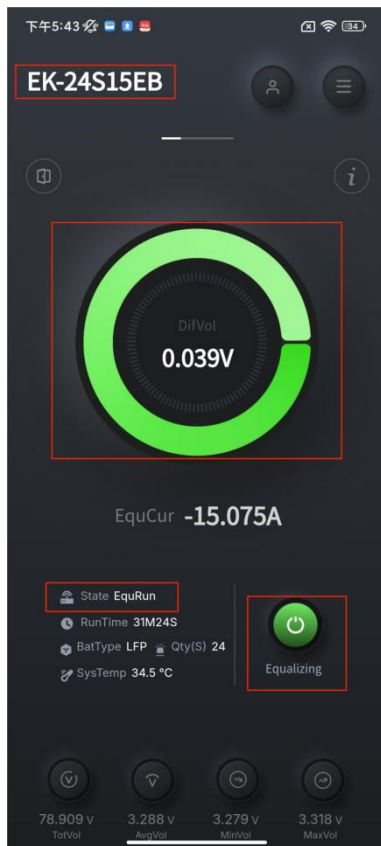 下午5:43
34
EK-24S15EB
i
DifVol
0.039V
EquCur -15.075A
State EquRun
RunTime 31M24S
BatType LFP Qty(S) 24
SysTemp 34.5 °C
Equalizing
78.909 V 3.288 V 3.279 V 3.318 V
TotVol AvgVol MinVol MaxVol